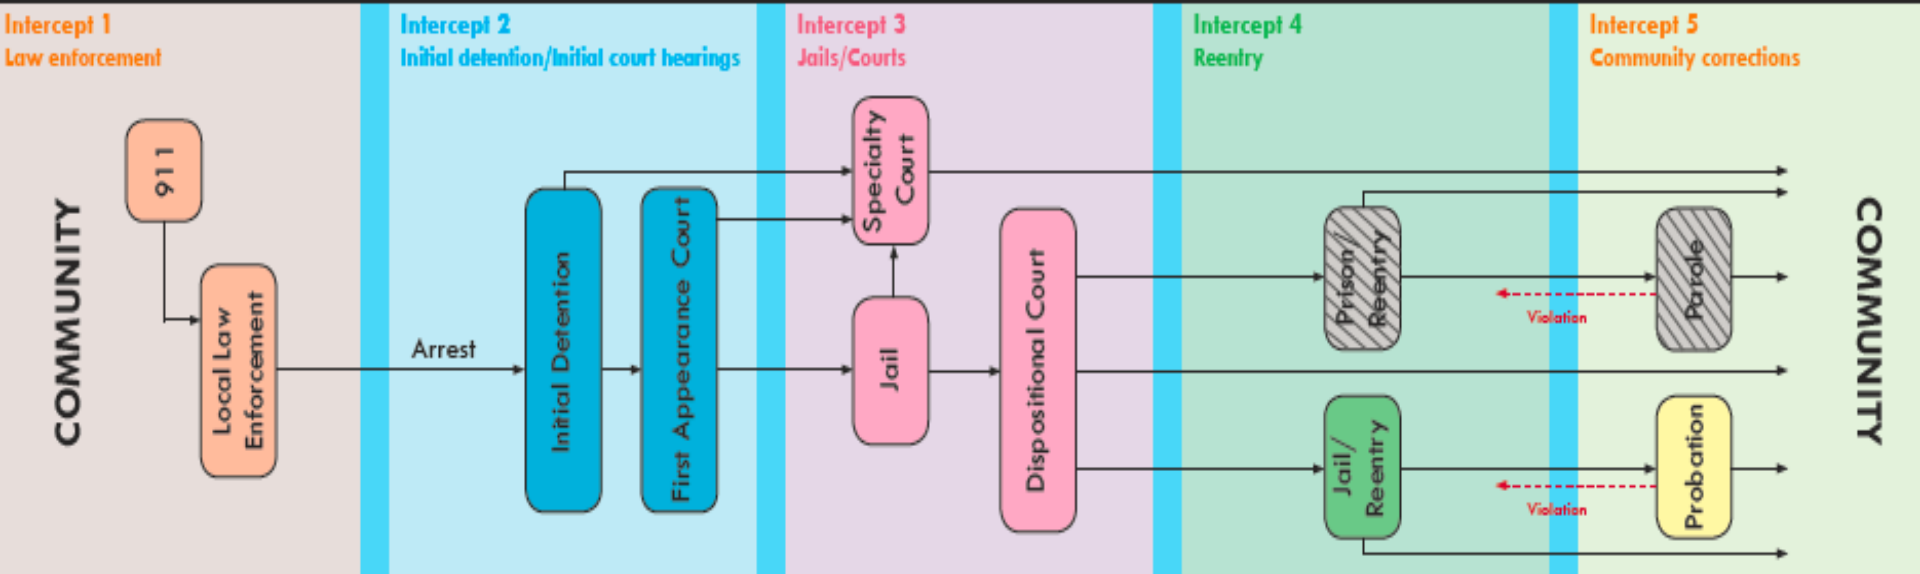 Intercept 1
Law enforcement
Intercept 2
Initial detention/Initial court hearings
Intercept 3
Jails/Courts
Intercept 4
Reentry
Intercept 5
Community corrections
COMMUNITY
911
Local Law
Enforcement
Arrest
Initial Detention
First Appearance Court
Specialty
Court
Jail
Dispositional Court
Prison/
Reentry
Violation
Parole
Jail/
Reentry
Violation
Probation
COMMUNITY